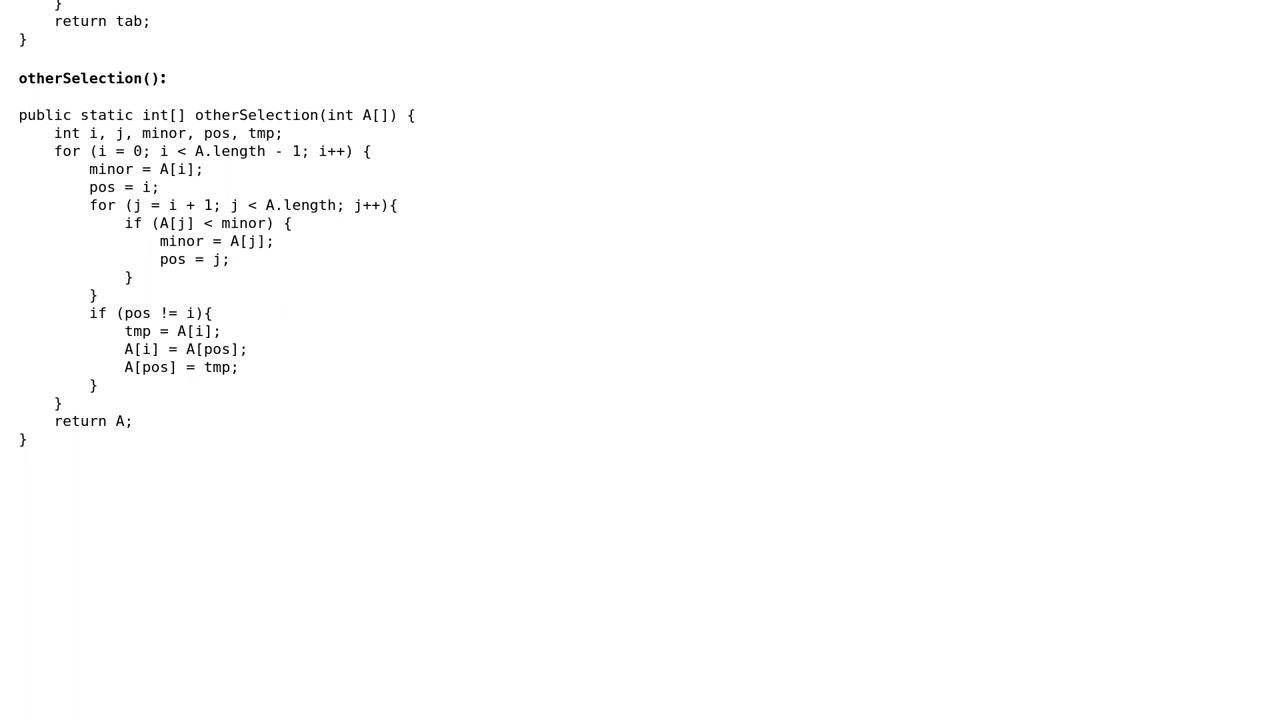 }
    return tab;
}
otherSelection():
public static int[] otherSelection(int A[]) {
    int i, j, minor, pos, tmp;
    for (i = 0; i < A.length - 1; i++) {
        minor = A[i];
        pos = i;
        for (j = i + 1; j < A.length; j++){
            if (A[j] < minor) {
                minor = A[j];
                pos = j;
            }
        }
        if (pos != i){
            tmp = A[i];
            A[i] = A[pos];
            A[pos] = tmp;
        }
    }
    return A;
}